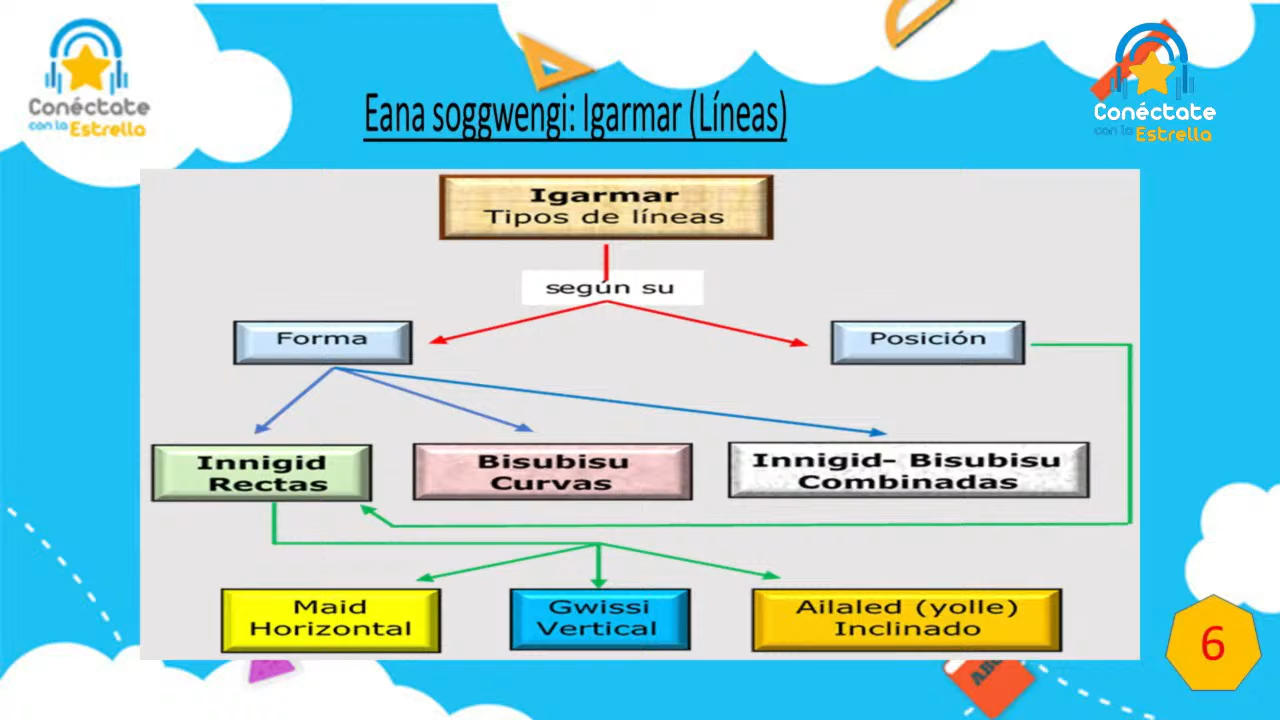 Conéctate
con la Estrella
Conéctate
con la Estrella
Eana soggwengi: Igarmar (Líneas)
Igarmar
Tipos de líneas
según su
Forma
Posición
Innigid
Rectas
Bisubisu
Curvas
Innigid- Bisubisu
Combinadas
Maid
Horizontal
Gwissi
Vertical
Ailaled (yolle)
Inclinado
6